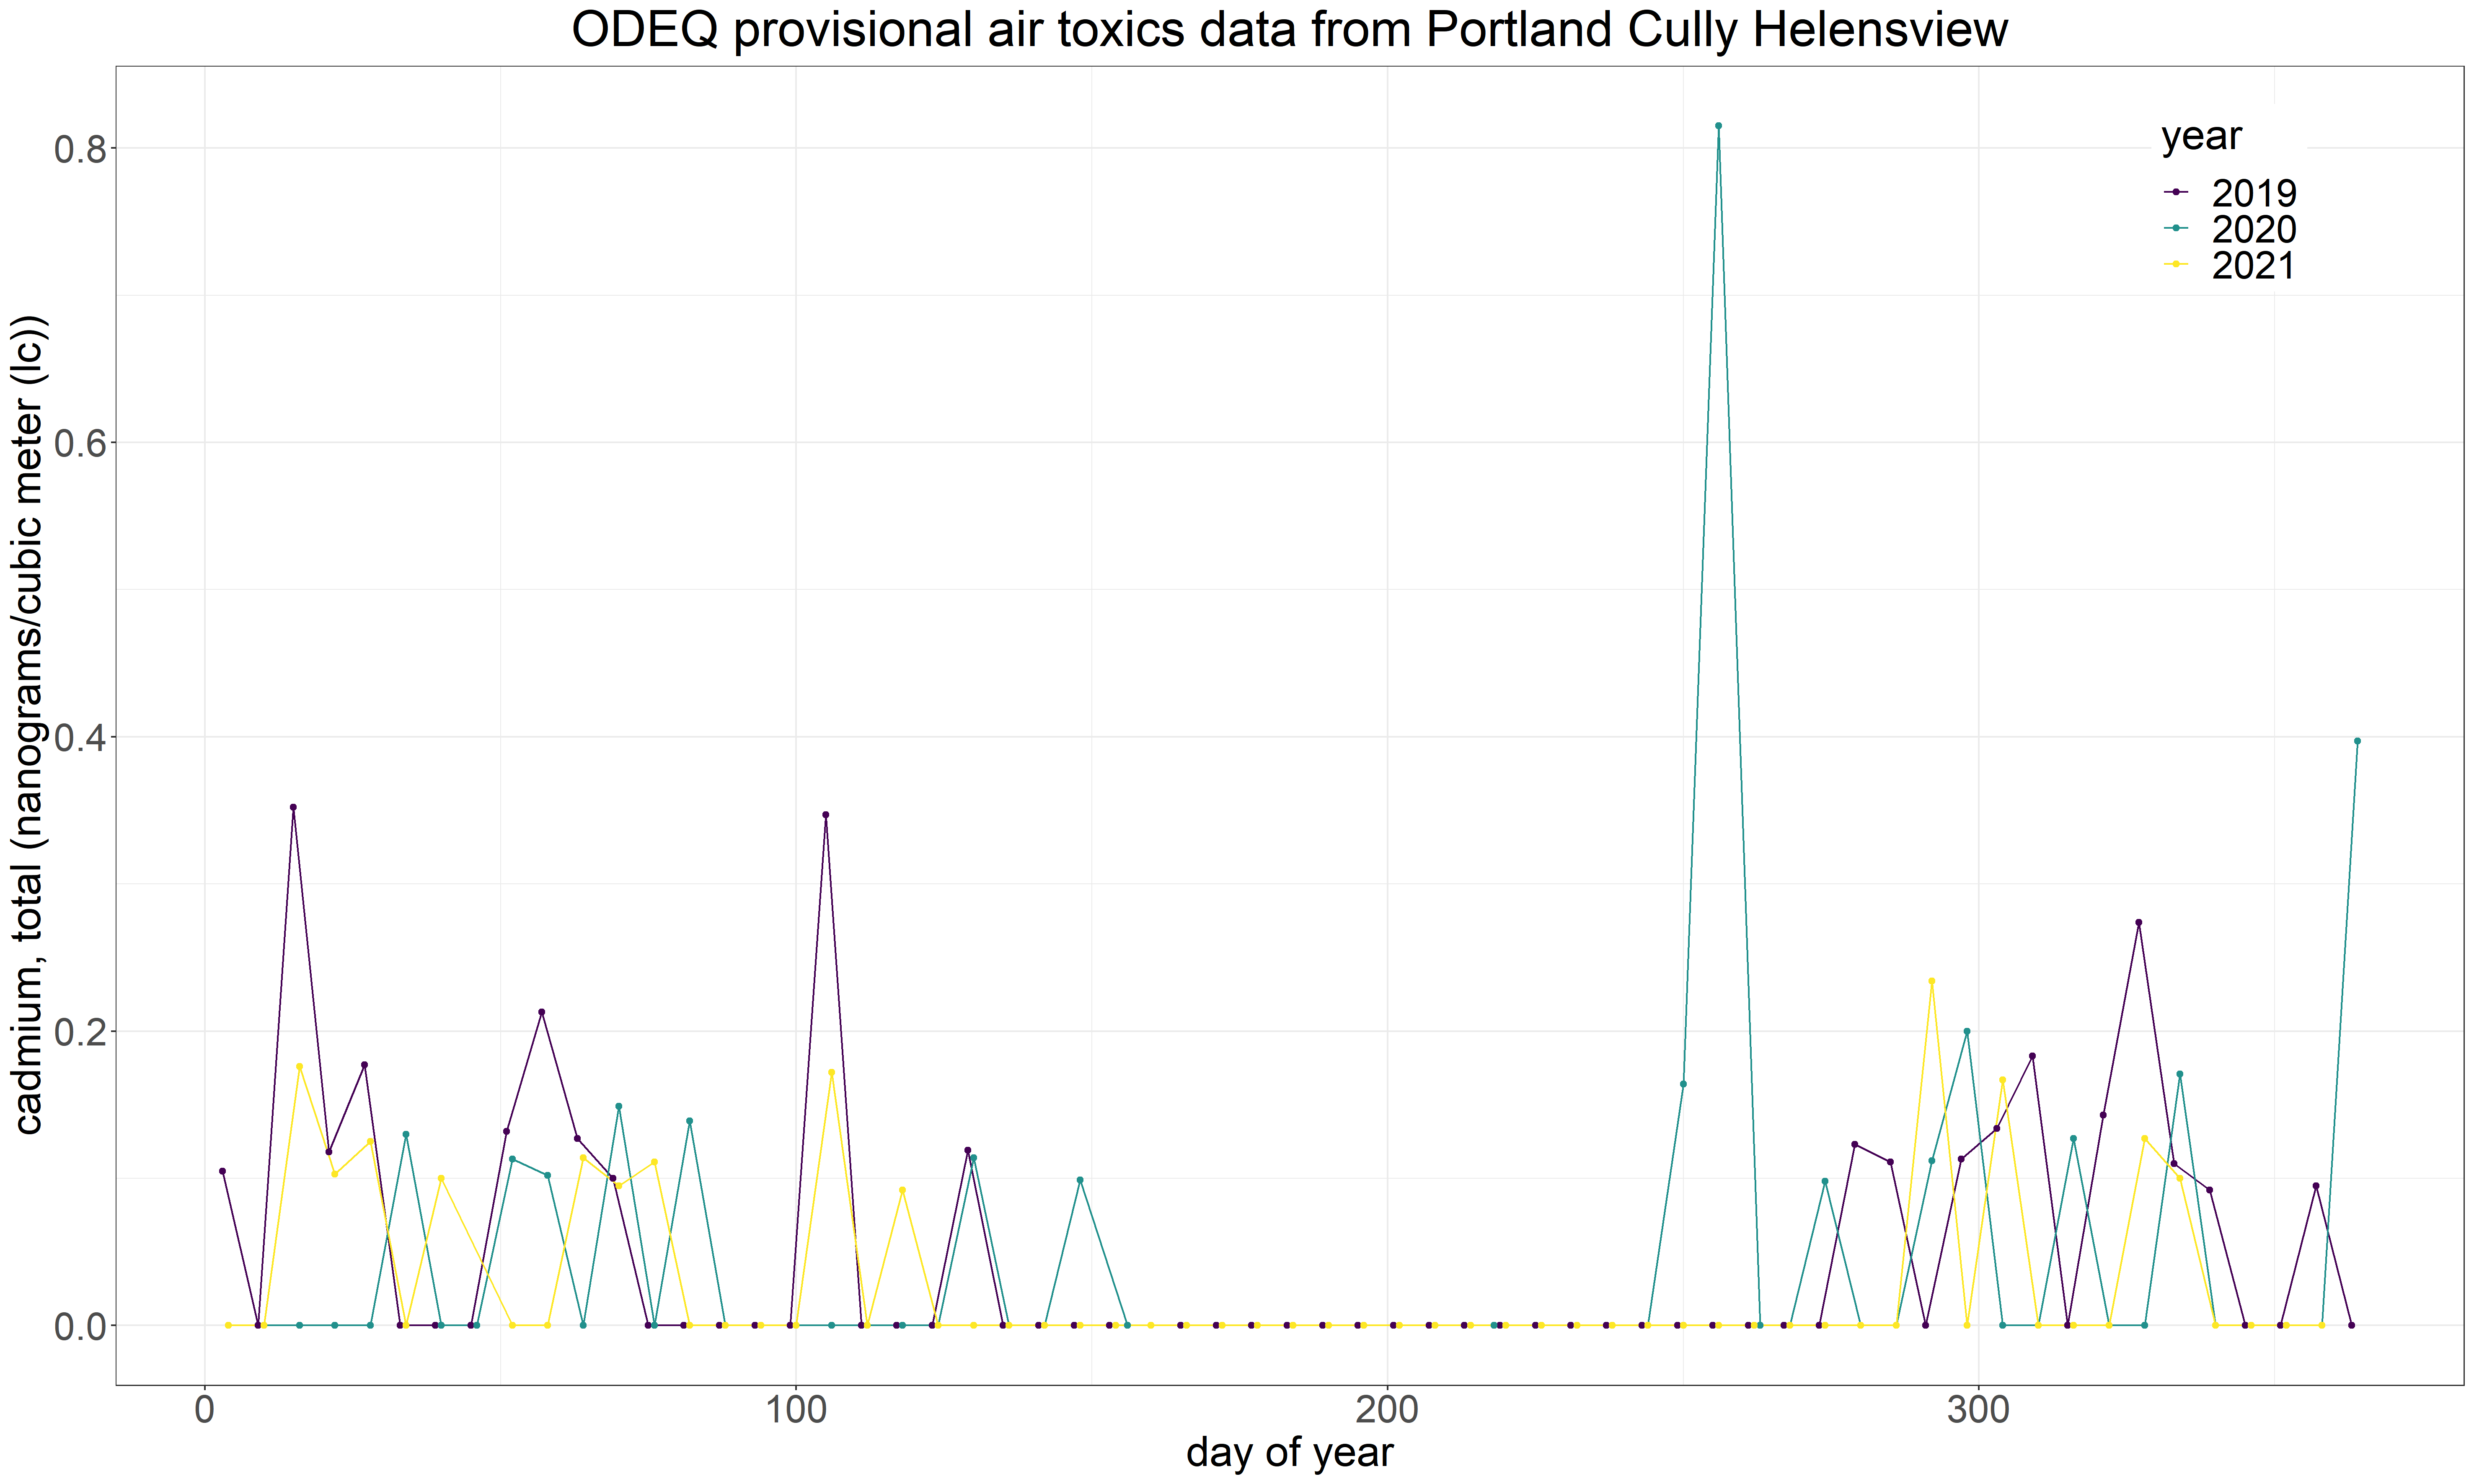 ODEQ provisional air toxics data from Portland Cully Helensview
cadmium, total (nanograms/cubic meter (lc))
0.8
0.6
0.4
0.2
0.0
year
2019
2020
2021
0 100 200 300
day of year